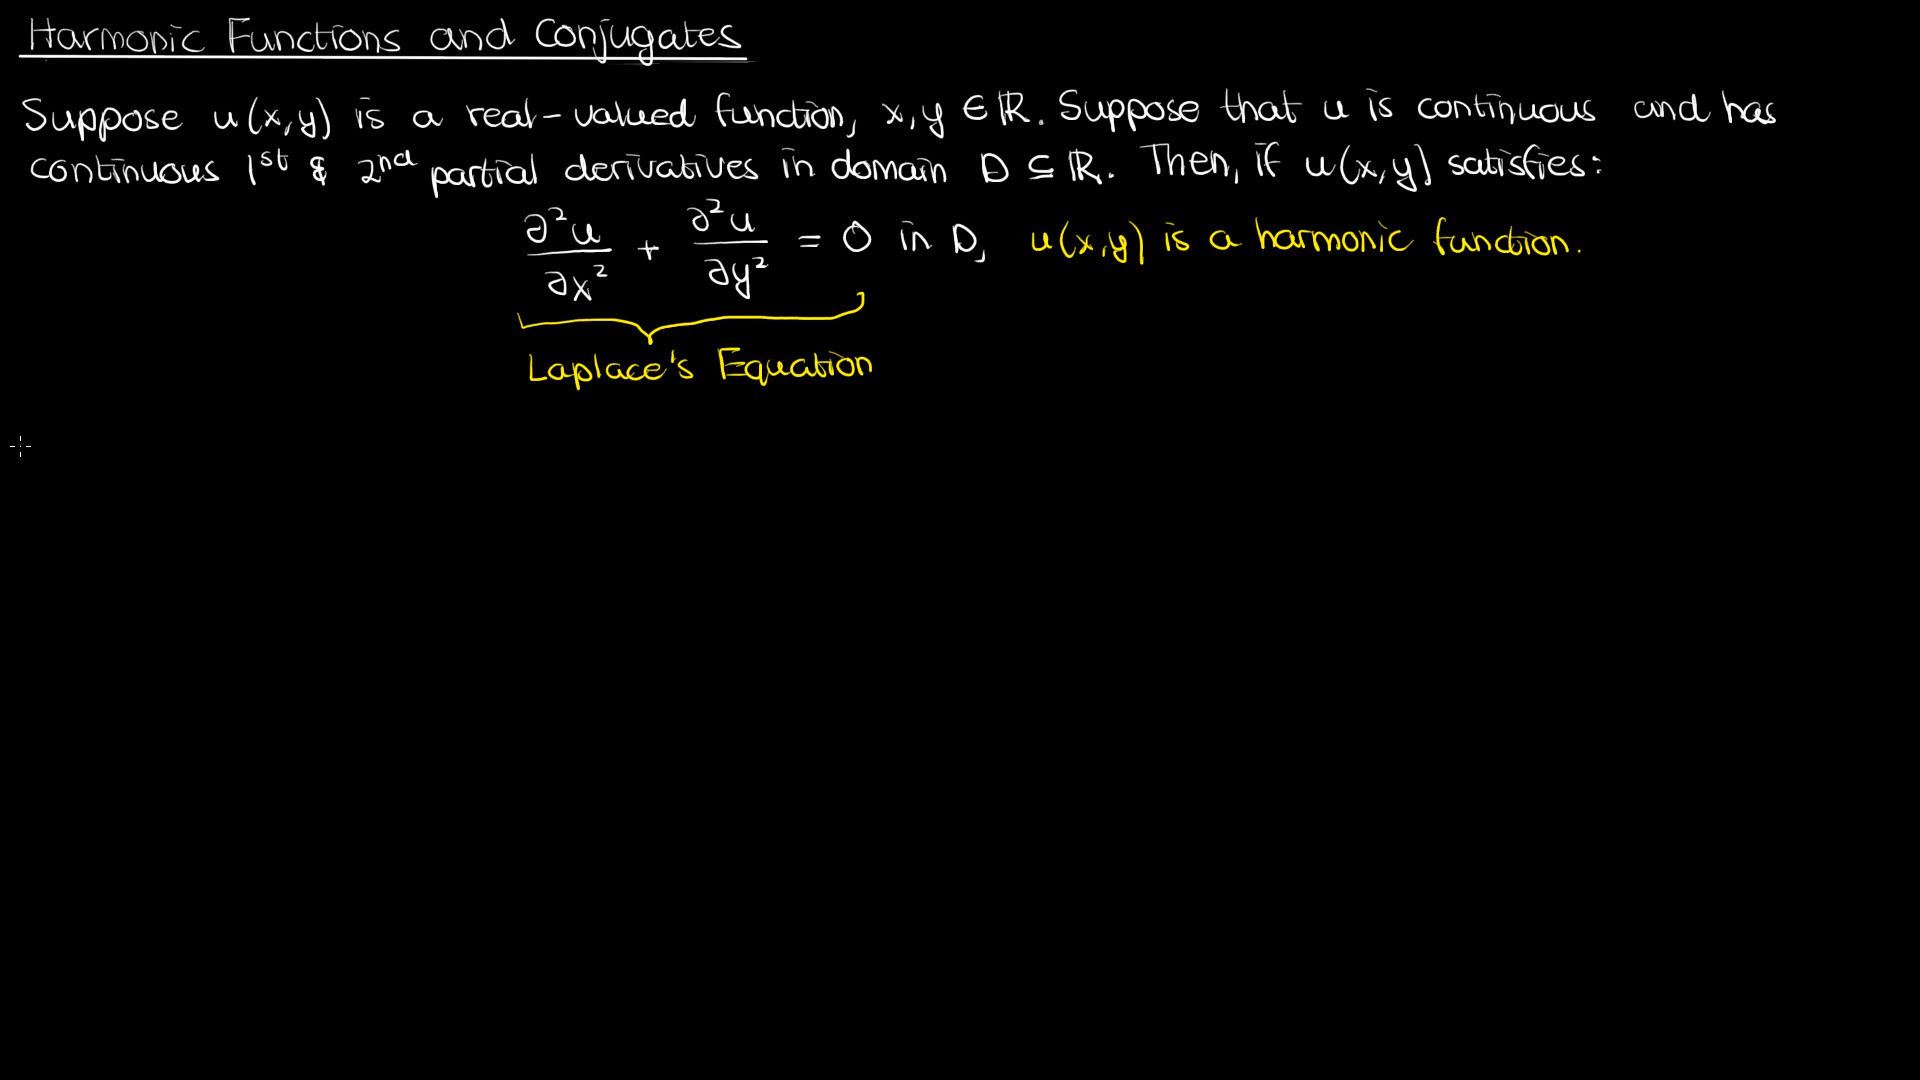 Harmonic Functions and Conjugates
Suppose u(x,y) is a real-valued function, x,y ∈ ℝ. Suppose that u is continuous and has
continuous 1st & 2nd partial derivatives in domain D ⊆ ℝ. Then, if u(x,y) satisfies:
∂²u/∂x² + ∂²u/∂y² = 0 in D, u(x,y) is a harmonic function.
Laplace's Equation